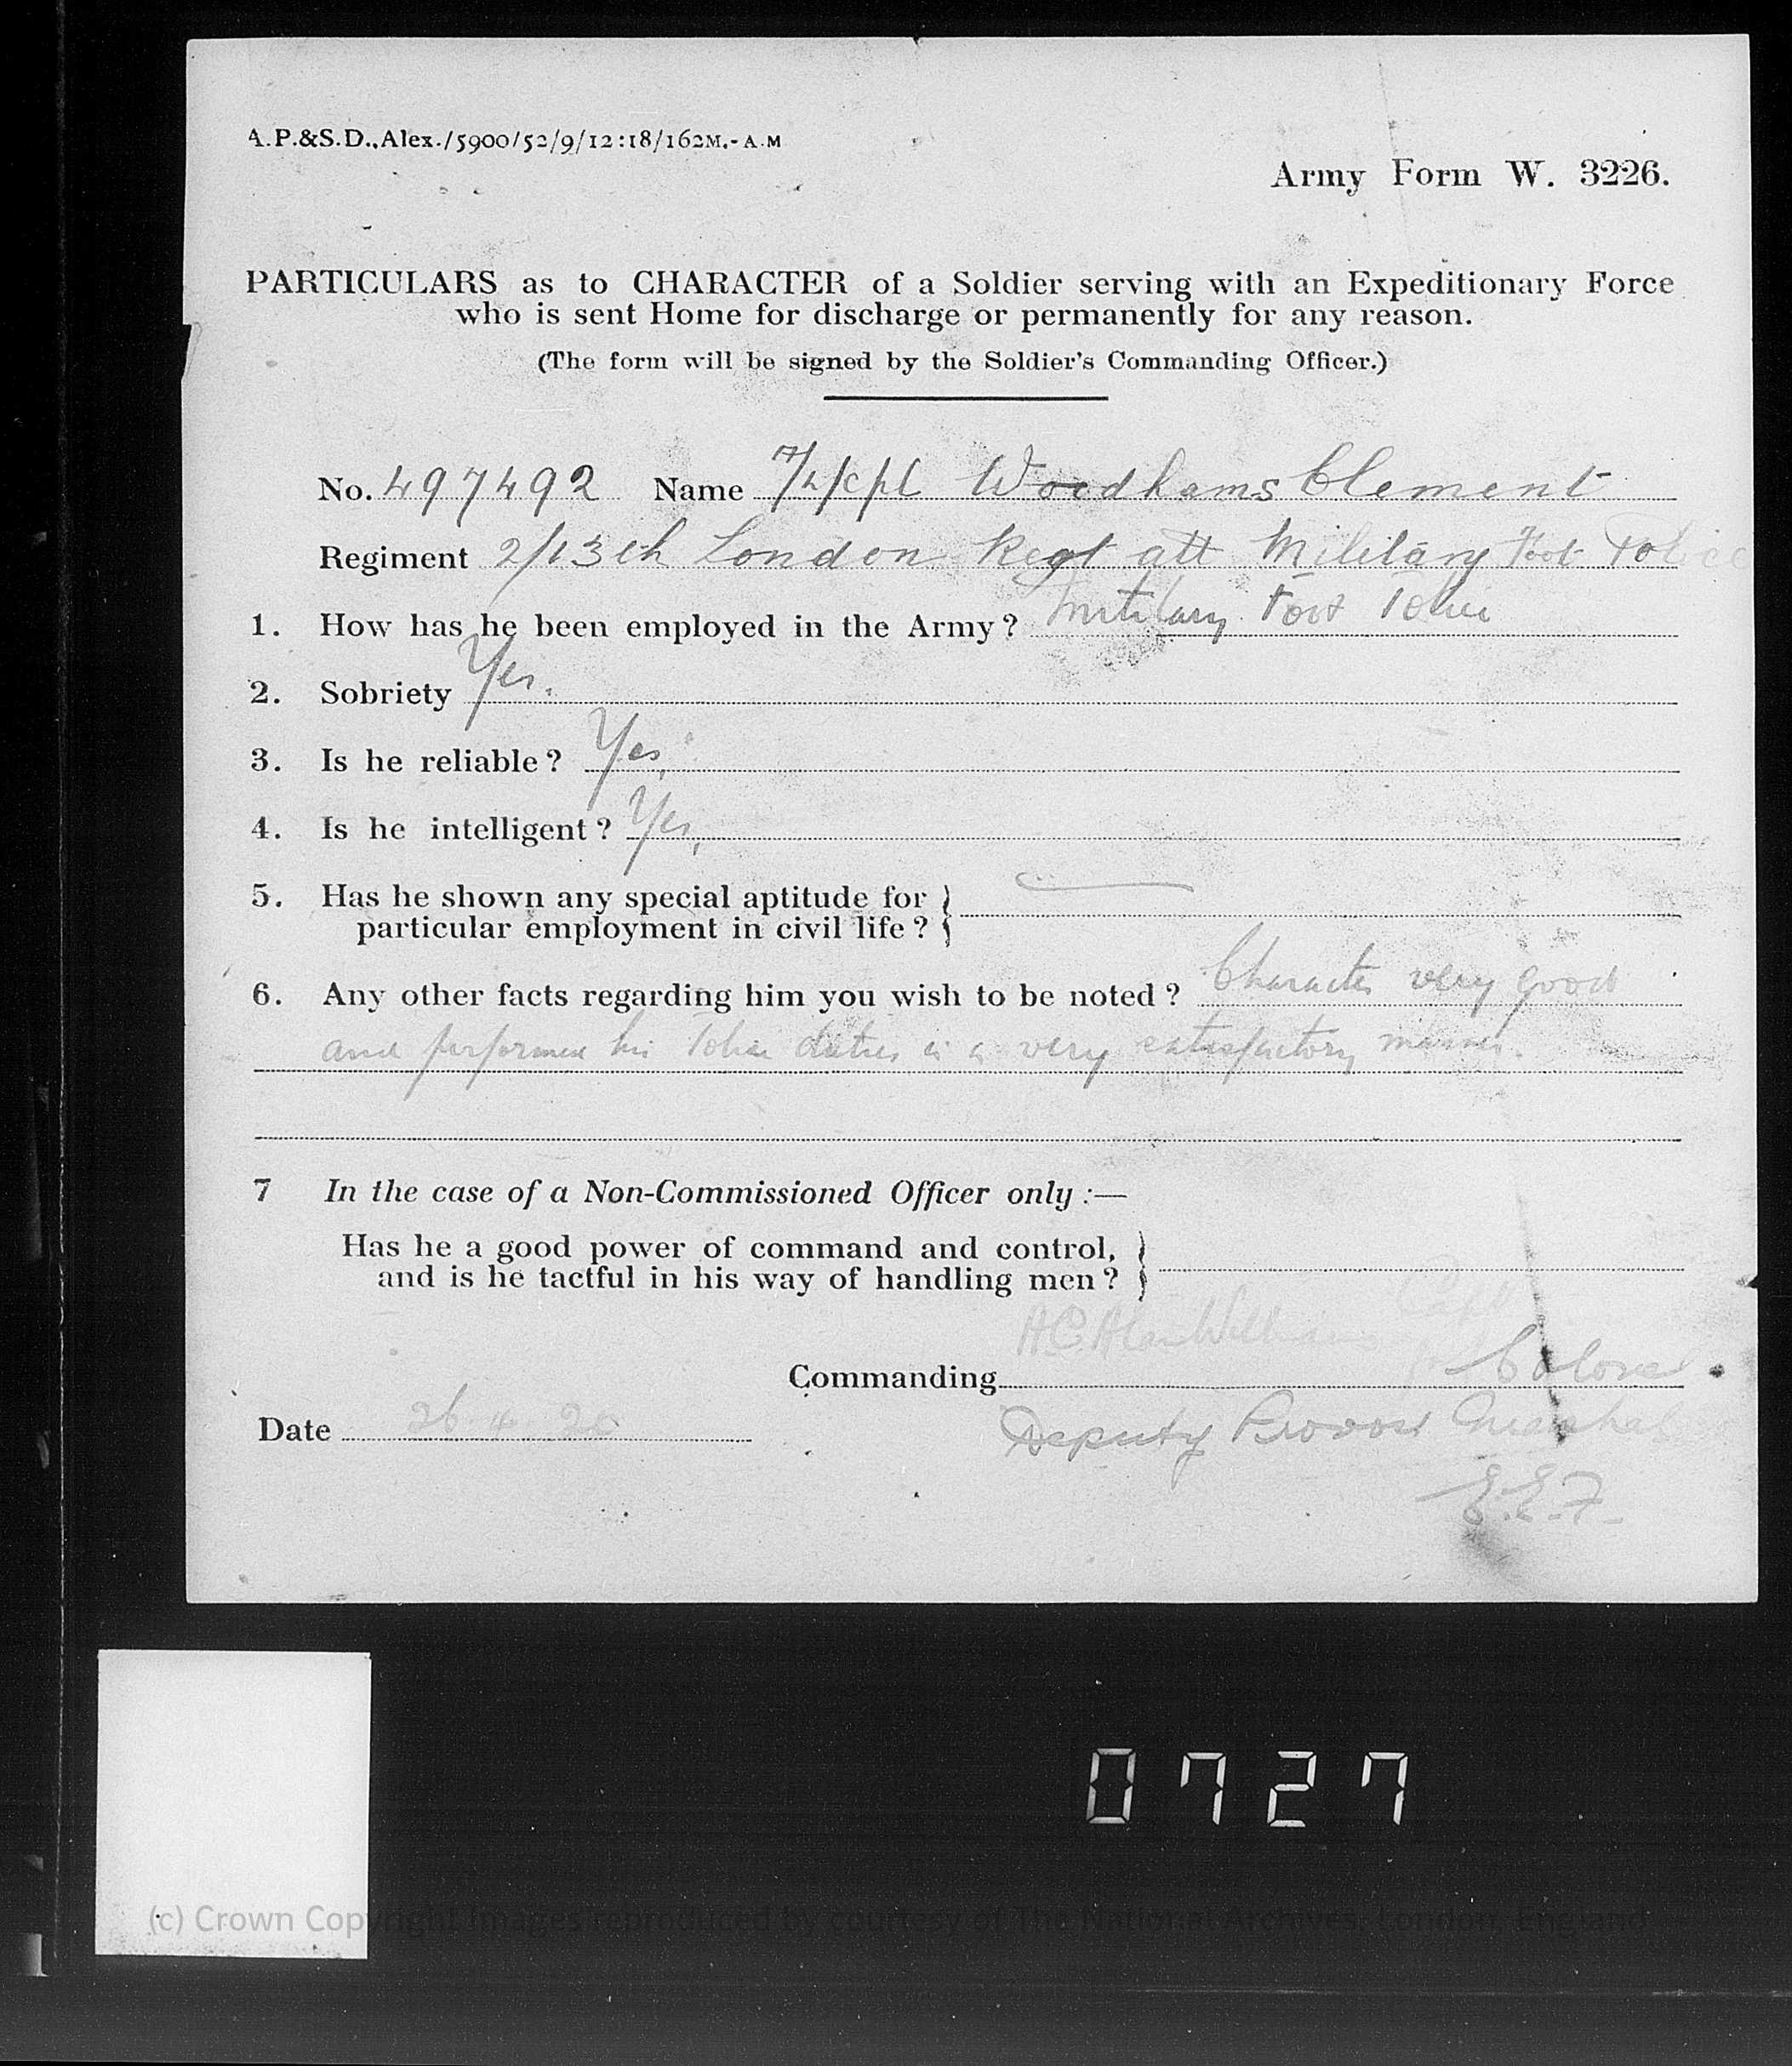 A.P.&S.D.,Alex./5900/52/9/12:18/162M.-A.M
Army Form W. 3226.
PARTICULARS as to CHARACTER of a Soldier serving with an Expeditionary Force
who is sent Home for discharge or permanently for any reason.
(The form will be signed by the Soldier's Commanding Officer.)
No. 497492 Name A/L/Cpl Woodhams Clement
Regiment 2/13th London Regt att Military Foot Police
1. How has he been employed in the Army? Military Foot Police
2. Sobriety Yes.
3. Is he reliable? Yes.
4. Is he intelligent? Yes.
5. Has he shown any special aptitude for }
particular employment in civil life? }
6. Any other facts regarding him you wish to be noted? Character very good
and performed his Police duties in a very satisfactory manner.
7 In the case of a Non-Commissioned Officer only :—
Has he a good power of command and control, }
and is he tactful in his way of handling men? }
Capt
Commanding Colonel
Date 26.4.20 Deputy Provost Marshal
E.E.F.
0727
(c) Crown Copyright Images reproduced by courtesy of The National Archives, London, England